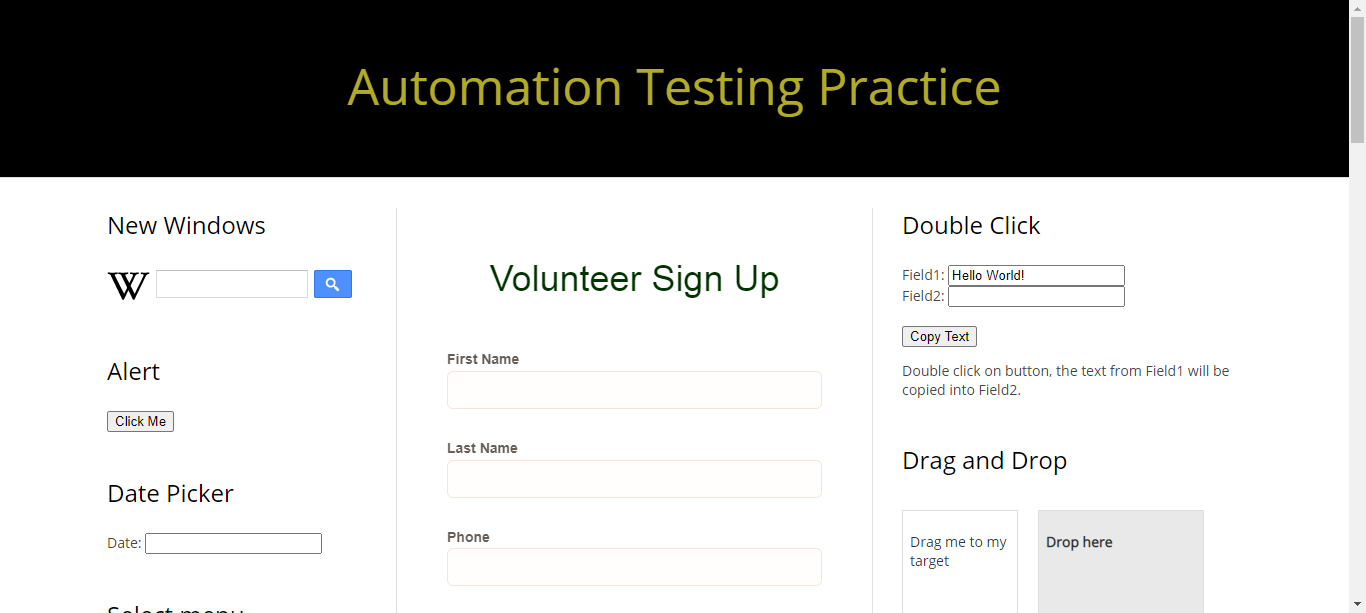 Automation Testing Practice
New Windows
W
Alert
Click Me
Date Picker
Date:
Select menu
Volunteer Sign Up
First Name
Last Name
Phone
Double Click
Field1: Hello World!
Field2:
Copy Text
Double click on button, the text from Field1 will be
copied into Field2.
Drag and Drop
Drag me to my
target
Drop here